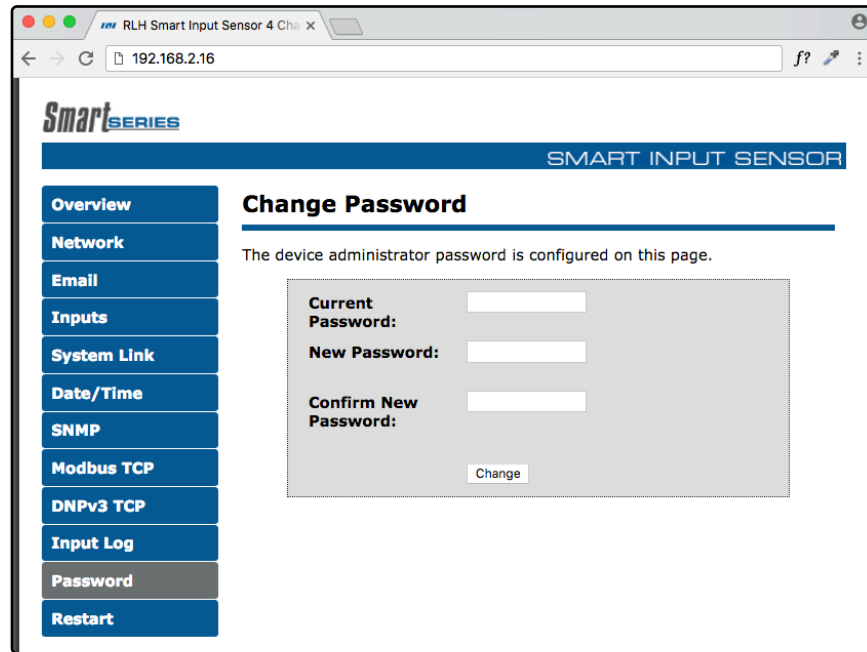 RLH Smart Input Sensor 4 Cha
192.168.2.16
f?
Smart SERIES
SMART INPUT SENSOR
Overview
Network
Email
Inputs
System Link
Date/Time
SNMP
Modbus TCP
DNPv3 TCP
Input Log
Password
Restart
Change Password
The device administrator password is configured on this page.
Current
Password:
New Password:
Confirm New
Password:
Change